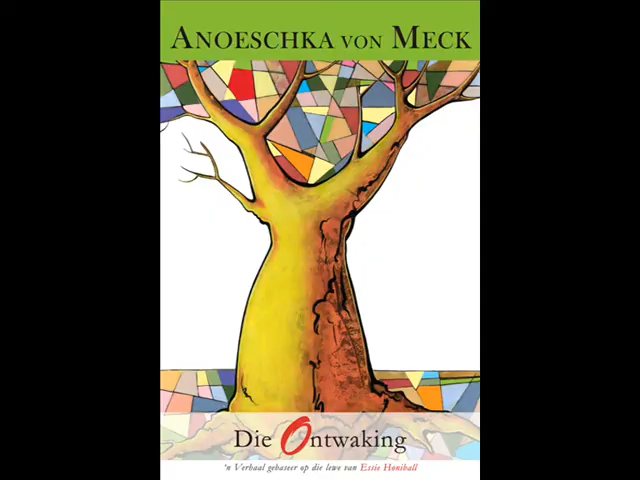 ANOESCHKA VON MECK
Die Ontwaking
'n Verhaal gebaseer op die lewe van Essie Honiball